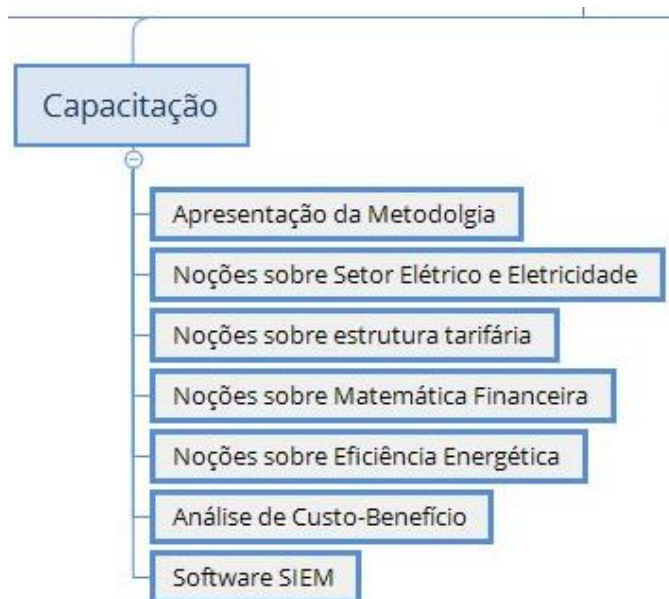 Capacitação
Apresentação da Metodolgia
Noções sobre Setor Elétrico e Eletricidade
Noções sobre estrutura tarifária
Noções sobre Matemática Financeira
Noções sobre Eficiência Energética
Análise de Custo-Benefício
Software SIEM